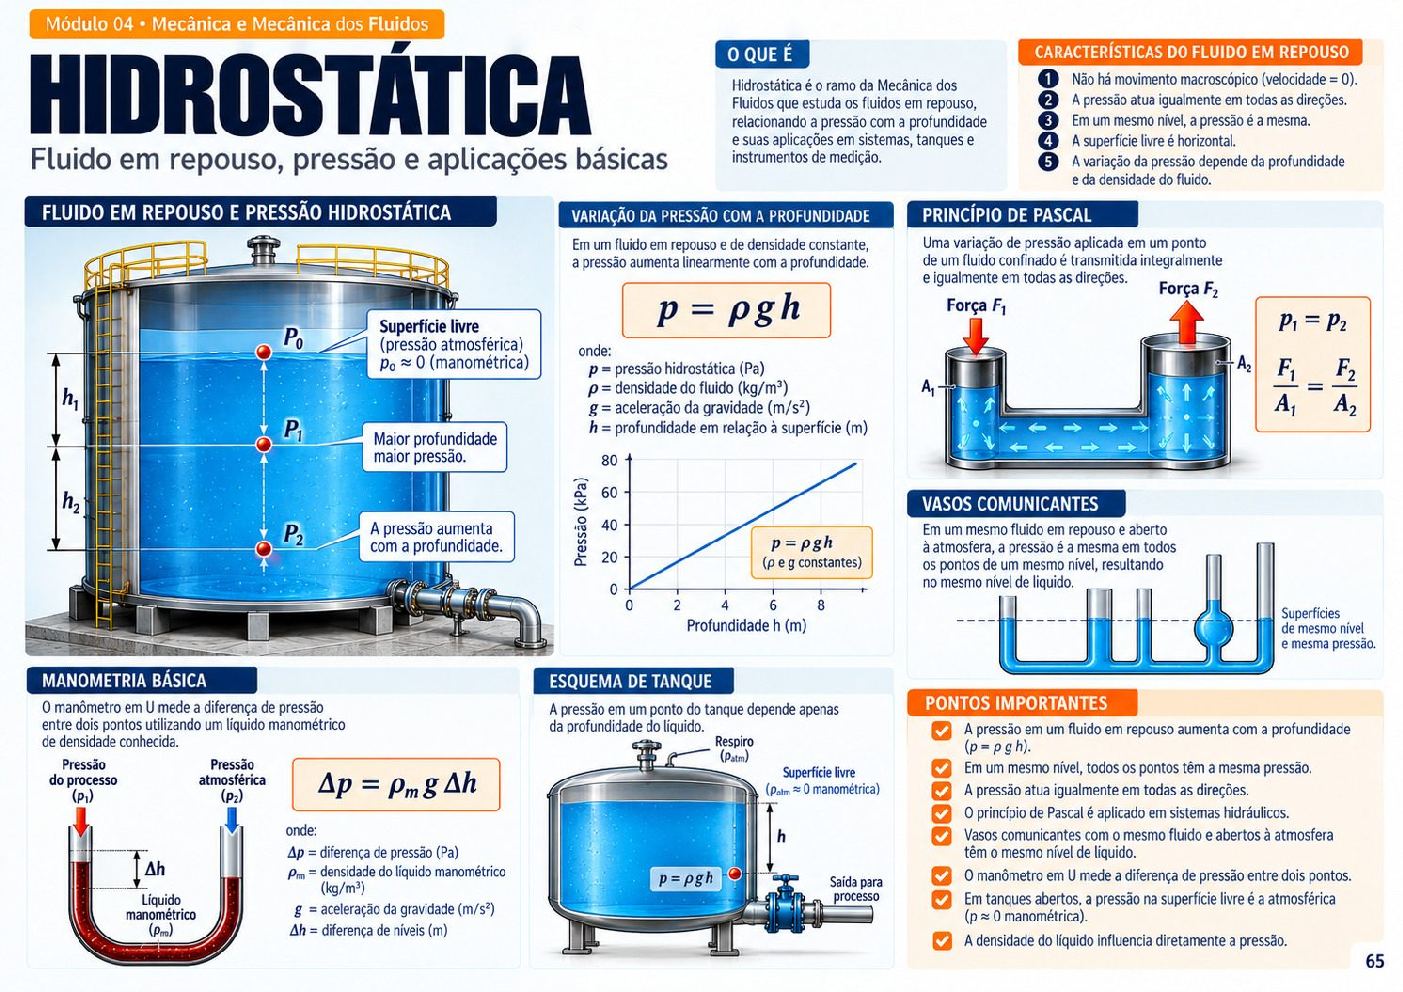 Módulo 04 • Mecânica e Mecânica dos Fluidos
HIDROSTÁTICA
Fluido em repouso, pressão e aplicações básicas
O QUE É
Hidrostática é o ramo da Mecânica dos
Fluidos que estuda os fluidos em repouso,
relacionando a pressão com a profundidade
e suas aplicações em sistemas, tanques e
instrumentos de medição.
CARACTERÍSTICAS DO FLUIDO EM REPOUSO
1 Não há movimento macroscópico (velocidade = 0).
2 A pressão atua igualmente em todas as direções.
3 Em um mesmo nível, a pressão é a mesma.
4 A superfície livre é horizontal.
5 A variação da pressão depende da profundidade
e da densidade do fluido.
FLUIDO EM REPOUSO E PRESSÃO HIDROSTÁTICA
P₀
Superfície livre
(pressão atmosférica)
p₀ ≈ 0 (manométrica)
h₁
P₁
Maior profundidade
maior pressão.
h₂
P₂
A pressão aumenta
com a profundidade.
VARIAÇÃO DA PRESSÃO COM A PROFUNDIDADE
Em um fluido em repouso e de densidade constante,
a pressão aumenta linearmente com a profundidade.
p = ρ g h
onde:
p = pressão hidrostática (Pa)
ρ = densidade do fluido (kg/m³)
g = aceleração da gravidade (m/s²)
h = profundidade em relação à superfície (m)
Pressão (kPa)
80
60
40
20
0
0 2 4 6 8
Profundidade h (m)
p = ρgh
(ρ e g constantes)
PRINCÍPIO DE PASCAL
Uma variação de pressão aplicada em um ponto
de um fluido confinado é transmitida integralmente
e igualmente em todas as direções.
Força F₁
Força F₂
A₁
A₂
p₁ = p₂
F₁ F₂
=
A₁ A₂
VASOS COMUNICANTES
Em um mesmo fluido em repouso e aberto
à atmosfera, a pressão é a mesma em todos
os pontos de um mesmo nível, resultando
no mesmo nível de líquido.
Superfícies
de mesmo nível
e mesma pressão.
MANOMETRIA BÁSICA
O manômetro em U mede a diferença de pressão
entre dois pontos utilizando um líquido manométrico
de densidade conhecida.
Pressão
do processo
(p₁)
Pressão
atmosférica
(p₂)
Δh
Líquido
manométrico
(ρₘ)
Δp = ρₘ g Δh
onde:
Δp = diferença de pressão (Pa)
ρₘ = densidade do líquido manométrico
(kg/m³)
g = aceleração da gravidade (m/s²)
Δh = diferença de níveis (m)
ESQUEMA DE TANQUE
A pressão em um ponto do tanque depende apenas
da profundidade do líquido.
Respiro
(pₐₜₘ)
Superfície livre
(pₐₜₘ ≈ 0 manométrica)
h
p = ρgh
Saída para
processo
PONTOS IMPORTANTES
A pressão em um fluido em repouso aumenta com a profundidade
(p = ρ g h).
Em um mesmo nível, todos os pontos têm a mesma pressão.
A pressão atua igualmente em todas as direções.
O princípio de Pascal é aplicado em sistemas hidráulicos.
Vasos comunicantes com o mesmo fluido e abertos à atmosfera
têm o mesmo nível de líquido.
O manômetro em U mede a diferença de pressão entre dois pontos.
Em tanques abertos, a pressão na superfície livre é a atmosférica
(p ≈ 0 manométrica).
A densidade do líquido influencia diretamente a pressão.
65